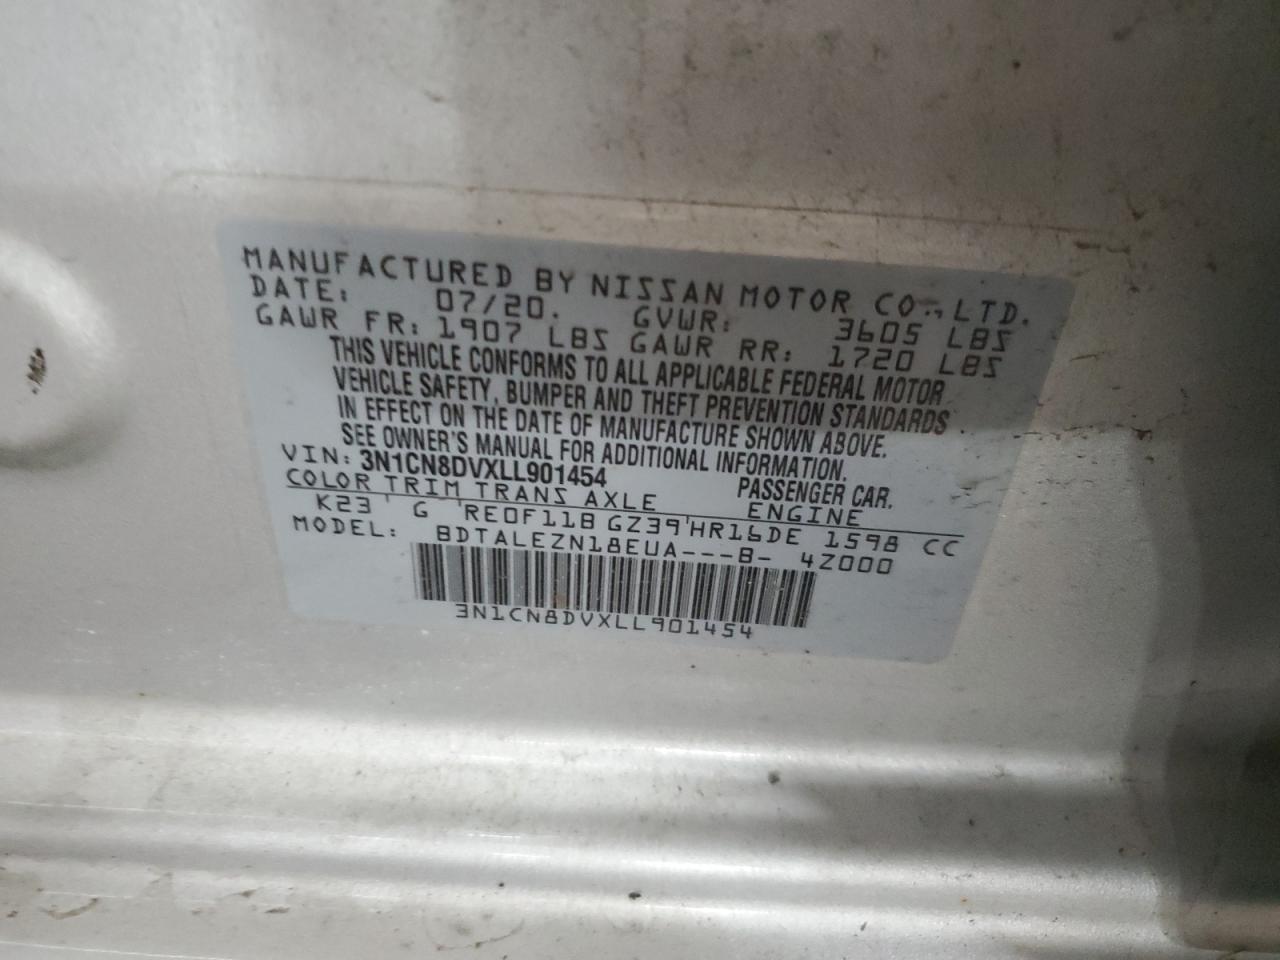 MANUFACTURED BY NISSAN MOTOR CO., LTD.
DATE: 07/20. GVWR: 3605 LBS
GAWR FR: 1907 LBS GAWR RR: 1720 LBS
THIS VEHICLE CONFORMS TO ALL APPLICABLE FEDERAL MOTOR
VEHICLE SAFETY, BUMPER AND THEFT PREVENTION STANDARDS
IN EFFECT ON THE DATE OF MANUFACTURE SHOWN ABOVE.
SEE OWNER'S MANUAL FOR ADDITIONAL INFORMATION.
VIN: 3N1CN8DVXLL901454 PASSENGER CAR.
COLOR TRIM TRANS AXLE ENGINE
K23 ' G 'RE0F11B GZ39'HR16DE 1598 CC
MODEL: BDTALEZN18EUA---B- 4Z000
3N1CN8DVXLL901454